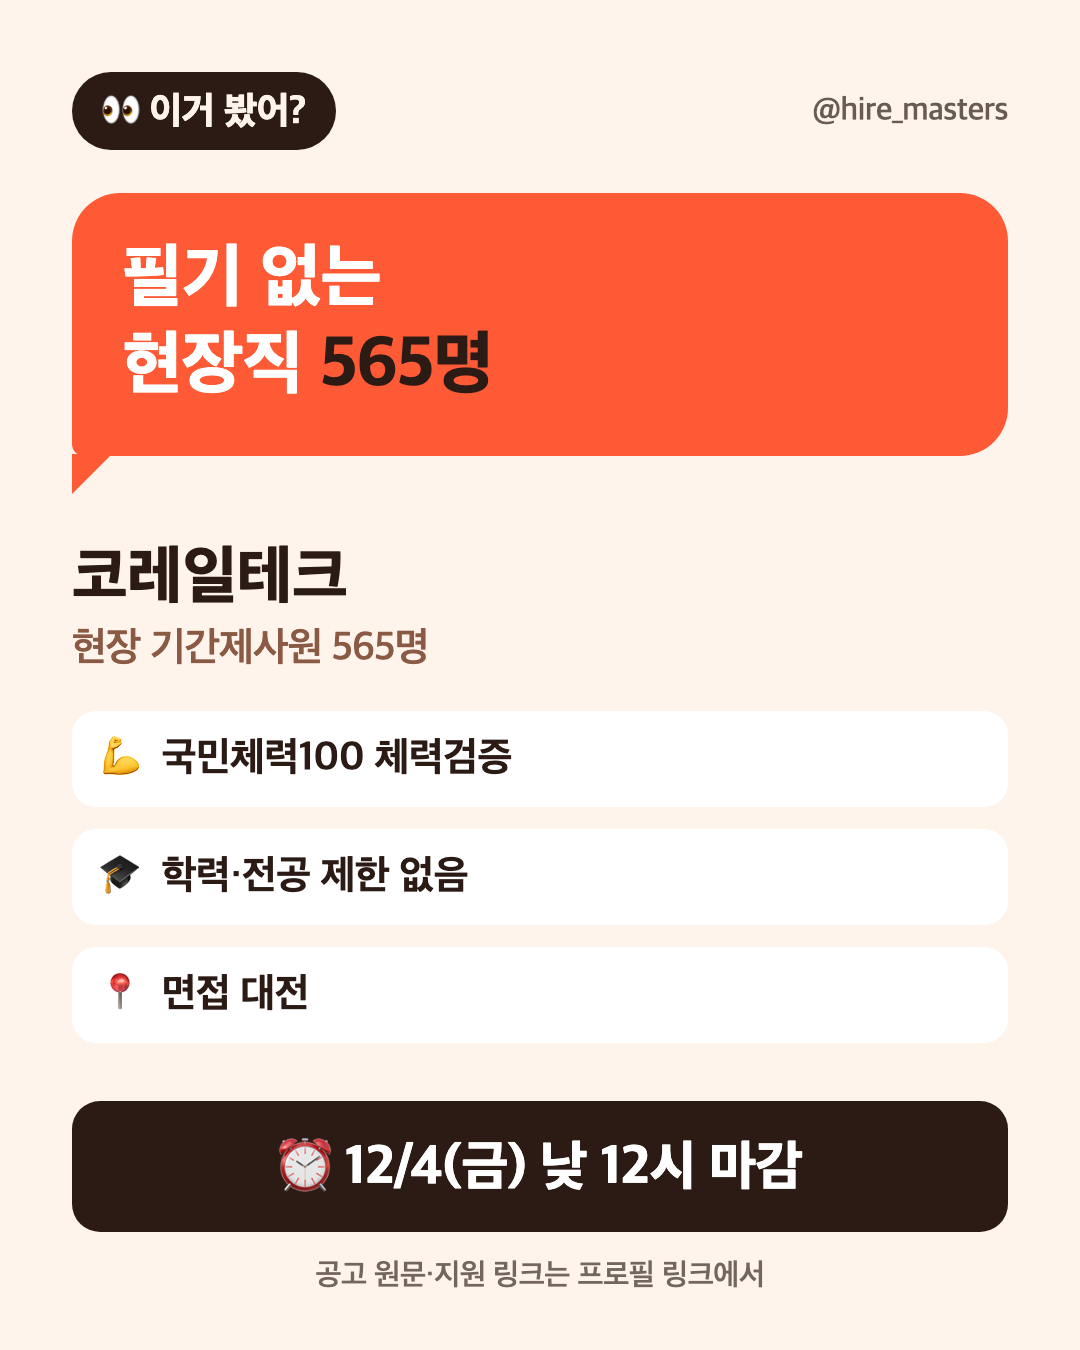 👀 이거 봤어?
@hire_masters
필기 없는
현장직 565명
코레일테크
현장 기간제사원 565명
💪 국민체력100 체력검증
🎓 학력·전공 제한 없음
📍 면접 대전
⏰ 12/4(금) 낮 12시 마감
공고 원문·지원 링크는 프로필 링크에서